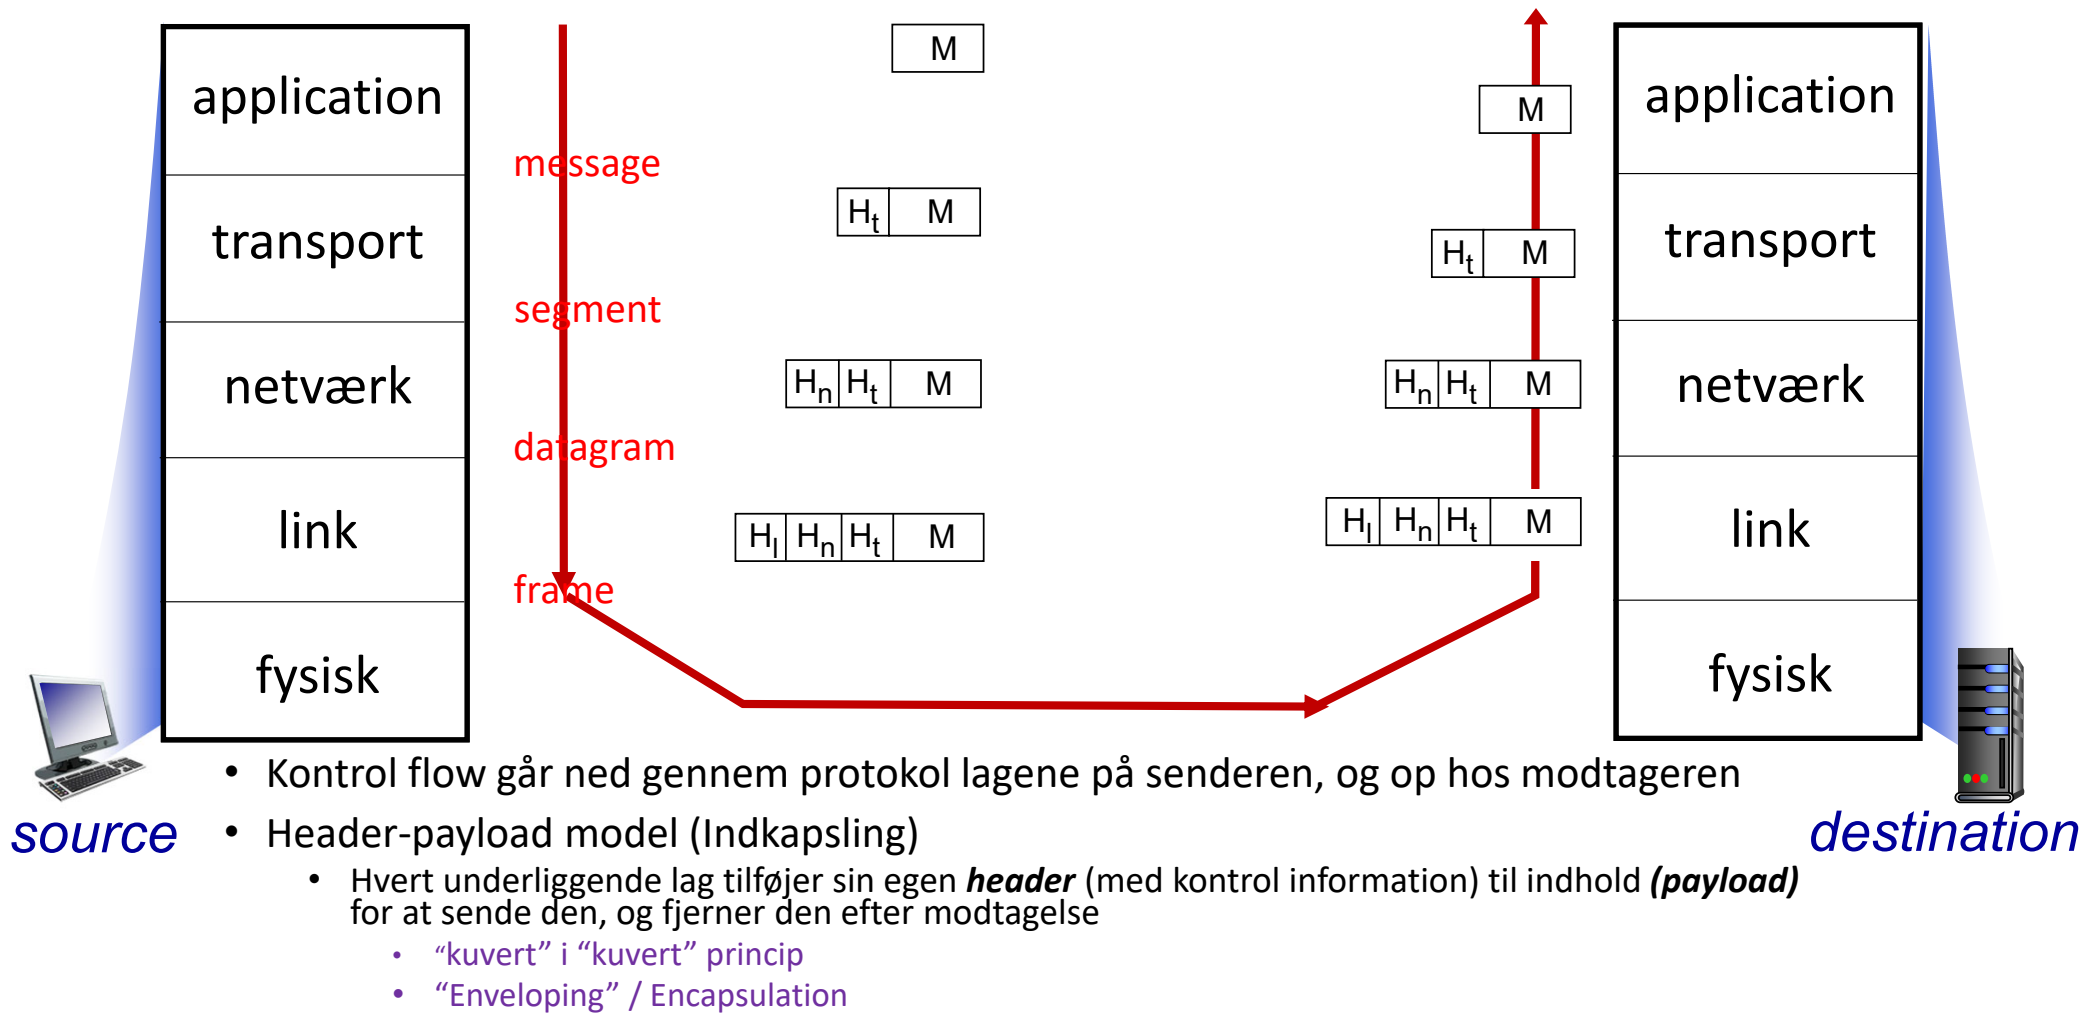 application
transport
netværk
link
fysisk
source
message
segment
datagram
frame
M
Ht M
Hn Ht M
Hl Hn Ht M
M
Ht M
Hn Ht M
Hl Hn Ht M
application
transport
netværk
link
fysisk
destination
• Kontrol flow går ned gennem protokol lagene på senderen, og op hos modtageren
• Header-payload model (Indkapsling)
• Hvert underliggende lag tilføjer sin egen header (med kontrol information) til indhold (payload)
for at sende den, og fjerner den efter modtagelse
• “kuvert” i “kuvert” princip
• “Enveloping” / Encapsulation